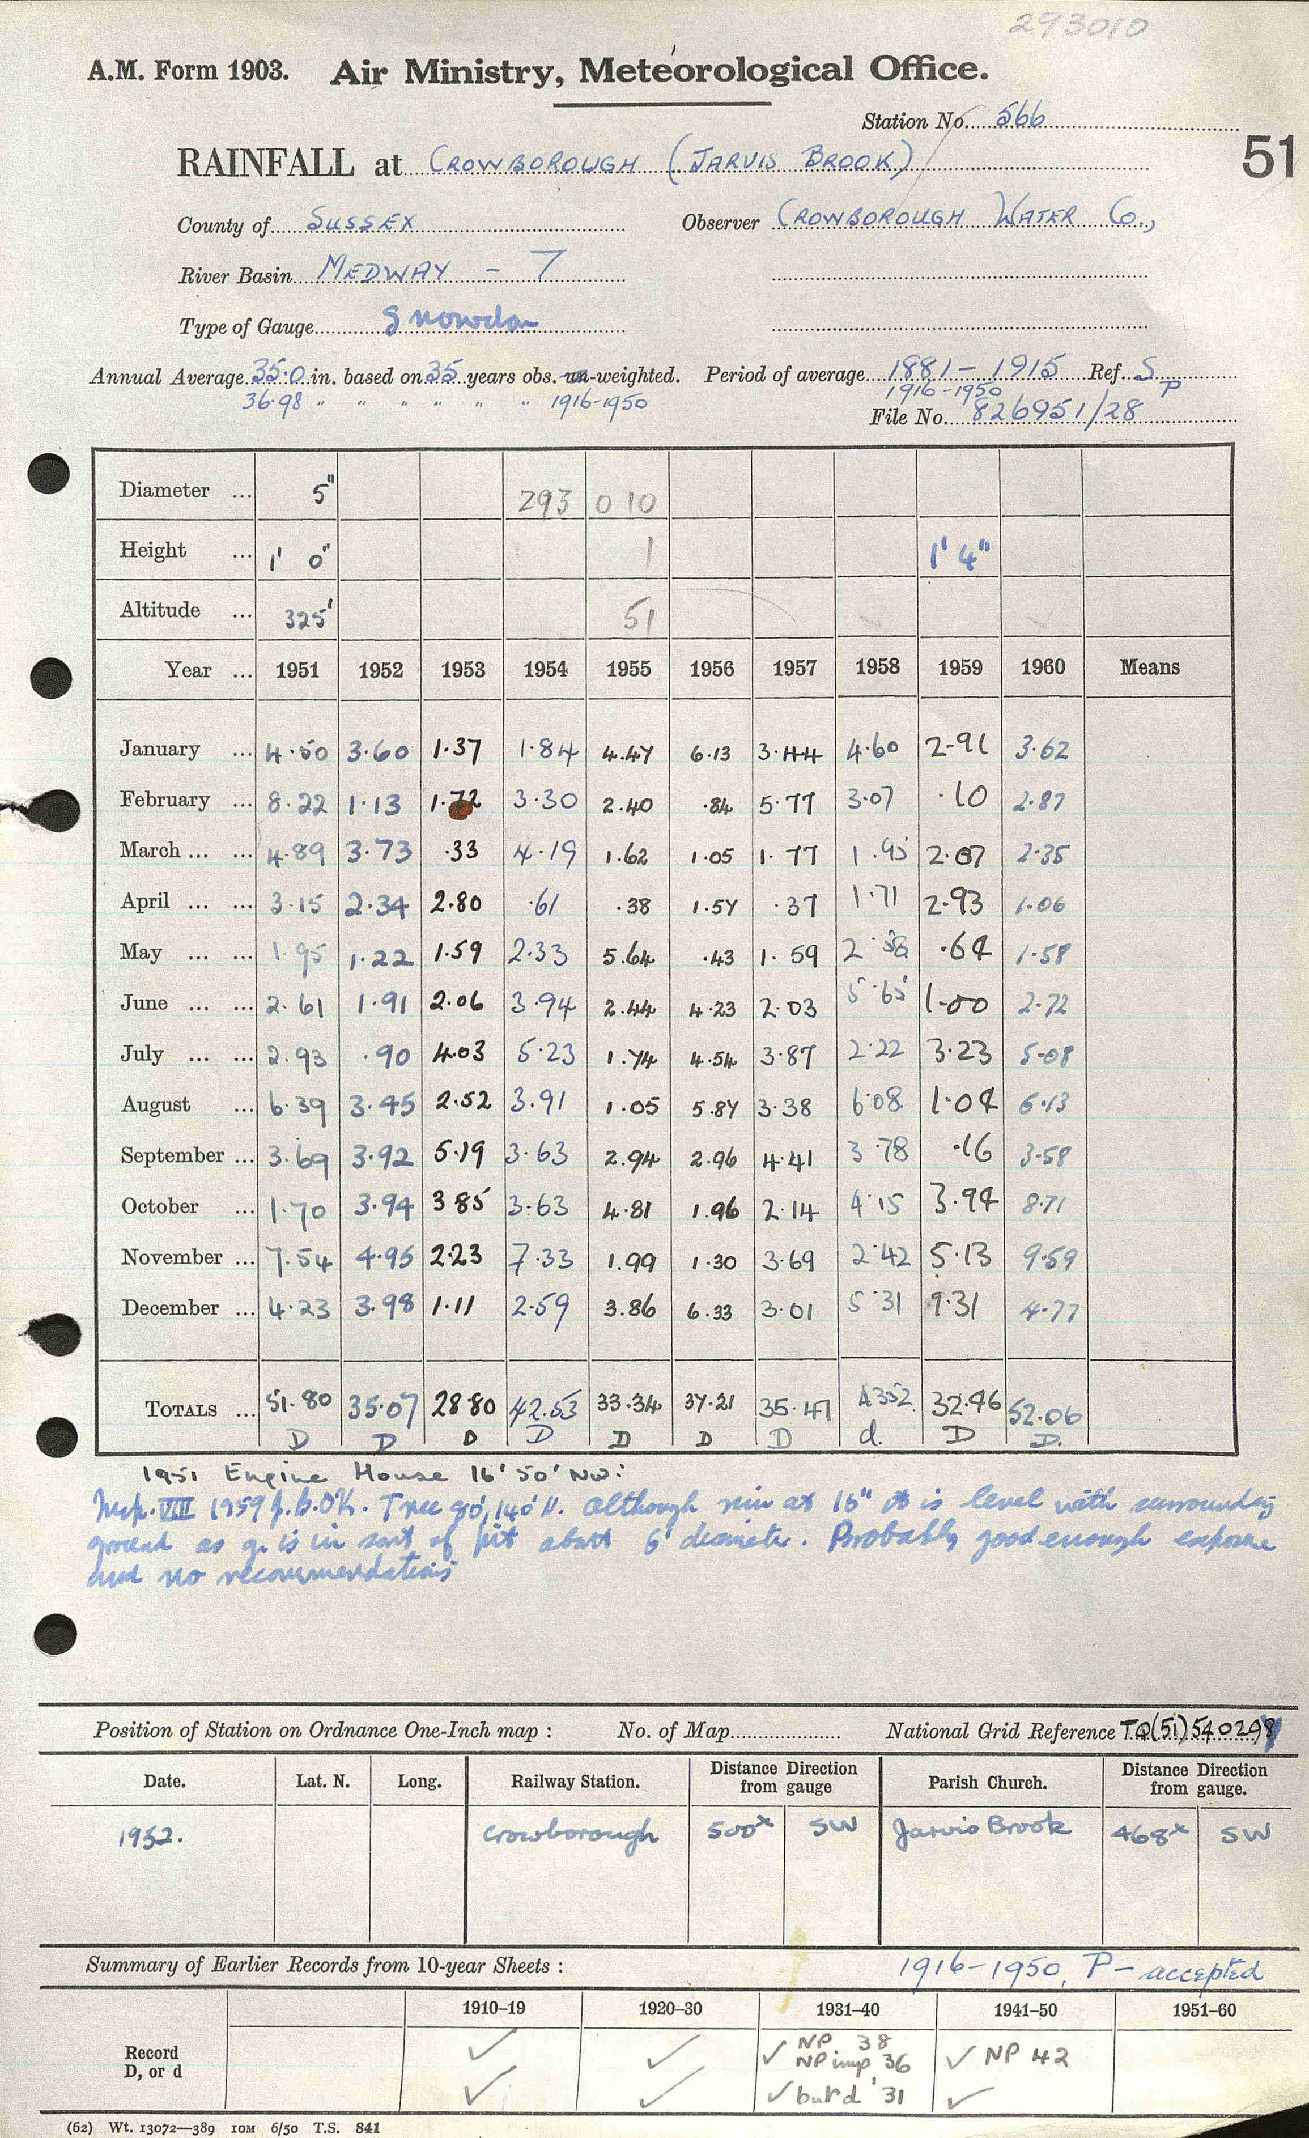 293010
A.M. Form 1903. Air Ministry, Meteorological Office.
Station No. 566
51
RAINFALL at CROWBOROUGH (JARVIS BROOK)
County of SUSSEX Observer CROWBOROUGH WATER Co.,
River Basin MEDWAY - 7
Type of Gauge Snowdon
Annual Average 35.0 in. based on 35 years obs. un-weighted. Period of average 1881-1915 Ref. S P
36.98 " " " " " " 1916-1950 1916-1950
File No. 826951/28
Diameter ... 5" 293 010
Height ... 1' 0" 1 1' 4"
Altitude ... 325' 51
Year ... 1951 1952 1953 1954 1955 1956 1957 1958 1959 1960 Means
January ... 4.50 3.60 1.37 1.84 4.47 6.13 3.44 4.60 2.91 3.62
February ... 8.22 1.13 1.72 3.30 2.40 .84 5.77 3.07 .10 2.87
March ... ... 4.89 3.73 .33 4.19 1.62 1.05 1.77 1.95 2.07 2.35
April ... ... 3.15 2.34 2.80 .61 .38 1.57 .37 1.71 2.93 1.06
May ... ... 1.95 1.22 1.59 2.33 5.64 .43 1.59 2.58 .64 1.58
June ... ... 2.61 1.91 2.06 3.94 2.44 4.23 2.03 5.65 1.00 2.72
July ... ... 2.93 .90 4.03 5.23 1.74 4.54 3.87 2.22 3.23 5.08
August ... 6.39 3.45 2.52 3.91 1.05 5.87 3.38 6.08 1.04 6.13
September ... 3.69 3.92 5.19 3.63 2.94 2.96 4.41 3.78 .16 3.58
October ... 1.70 3.94 3.85 3.63 4.81 1.96 2.14 4.15 3.94 8.71
November ... 7.54 4.95 2.23 7.33 1.99 1.30 3.69 2.42 5.13 9.59
December ... 4.23 3.98 1.11 2.59 3.86 6.33 3.01 5.31 9.31 4.77
TOTALS ... 51.80 35.07 28.80 42.53 33.34 37.21 35.47 43.52 32.46 52.06
D D D D D D D d. D D.
1951 Engine House 16' 50' NW:
Insp. VIII 1959 OK. Tree 40', 140' N. although rim at 16" it is level with surrounding
ground as g. is in sort of pit about 6' diameter. Probably good enough exposure
and no recommendations
Position of Station on Ordnance One-Inch map : No. of Map National Grid Reference TQ(51)540298
Date. Lat. N. Long. Railway Station. Distance Direction from gauge Parish Church. Distance Direction from gauge.
1952. Crowborough 500x SW Jarvis Brook 468x SW
Summary of Earlier Records from 10-year Sheets : 1916-1950, P - accepted
1910-19 1920-30 1931-40 1941-50 1951-60
Record D, or d ✓ ✓ ✓ NP 38 NP imp 36 ✓ NP 42
✓ ✓ ✓ but d '31 ✓
(62) Wt. 13072—389 10M 6/50 T.S. 841